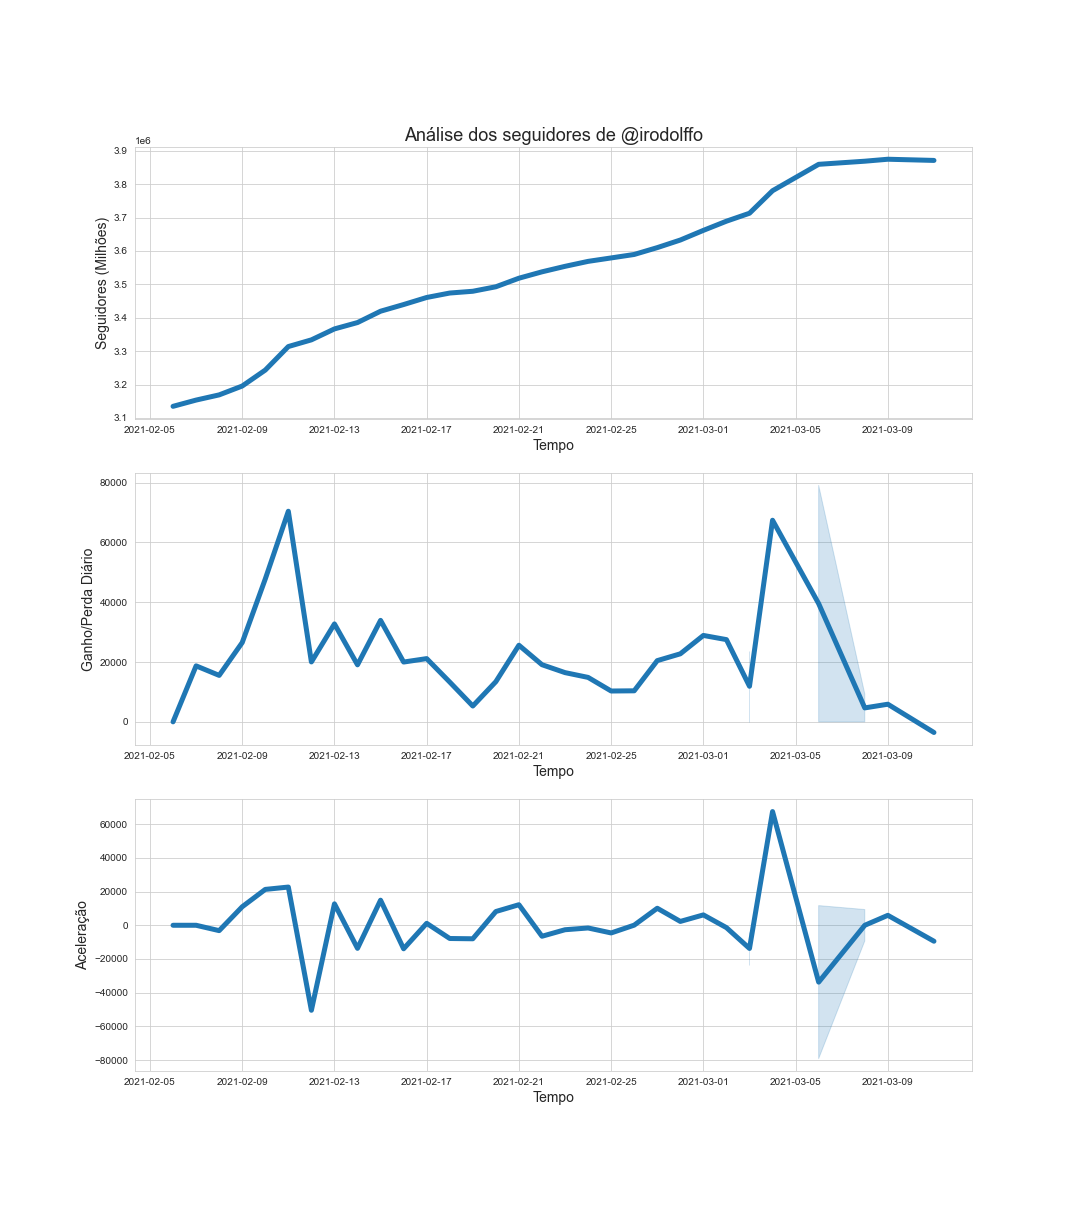 Análise dos seguidores de @irodolffo
1e6
3.9
3.8
3.7
3.6
3.5
3.4
3.3
3.2
3.1
Seguidores (Milhões)
2021-02-05 2021-02-09 2021-02-13 2021-02-17 2021-02-21 2021-02-25 2021-03-01 2021-03-05 2021-03-09
Tempo
80000
60000
40000
20000
0
Ganho/Perda Diário
2021-02-05 2021-02-09 2021-02-13 2021-02-17 2021-02-21 2021-02-25 2021-03-01 2021-03-05 2021-03-09
Tempo
60000
40000
20000
0
−20000
−40000
−60000
−80000
Aceleração
2021-02-05 2021-02-09 2021-02-13 2021-02-17 2021-02-21 2021-02-25 2021-03-01 2021-03-05 2021-03-09
Tempo